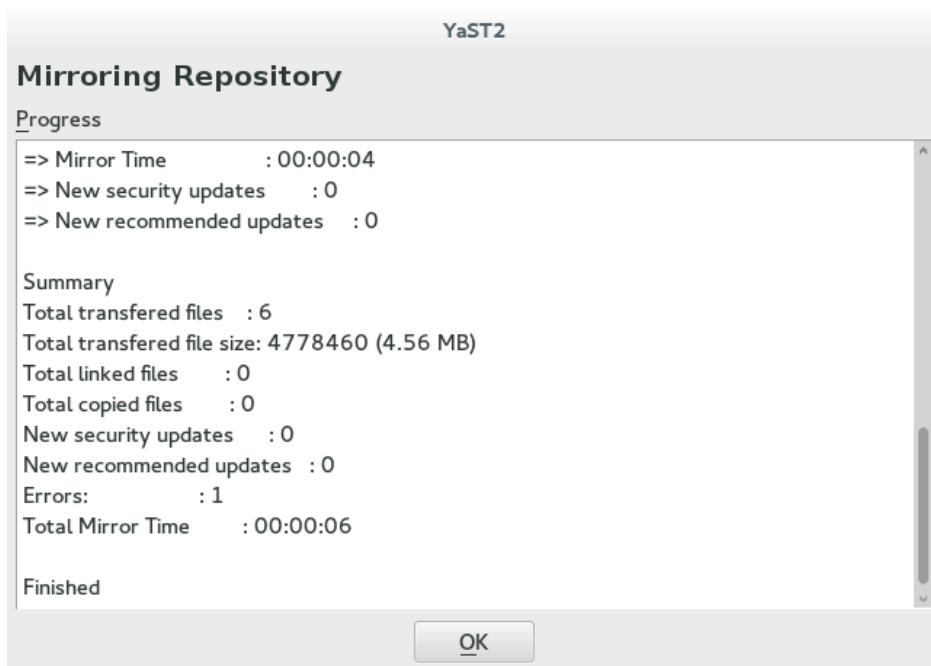 YaST2
Mirroring Repository
Progress
=> Mirror Time : 00:00:04
=> New security updates : 0
=> New recommended updates : 0
Summary
Total transfered files : 6
Total transfered file size: 4778460 (4.56 MB)
Total linked files : 0
Total copied files : 0
New security updates : 0
New recommended updates : 0
Errors: : 1
Total Mirror Time : 00:00:06
Finished
OK